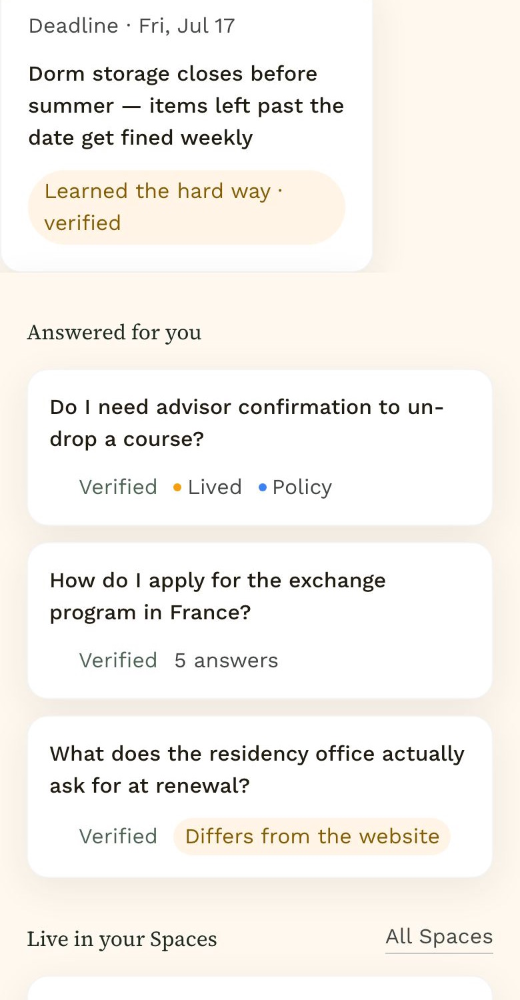 Deadline · Fri, Jul 17
Dorm storage closes before
summer — items left past the
date get fined weekly
Learned the hard way ·
verified
Answered for you
Do I need advisor confirmation to un-
drop a course?
Verified Lived Policy
How do I apply for the exchange
program in France?
Verified 5 answers
What does the residency office actually
ask for at renewal?
Verified Differs from the website
Live in your Spaces All Spaces